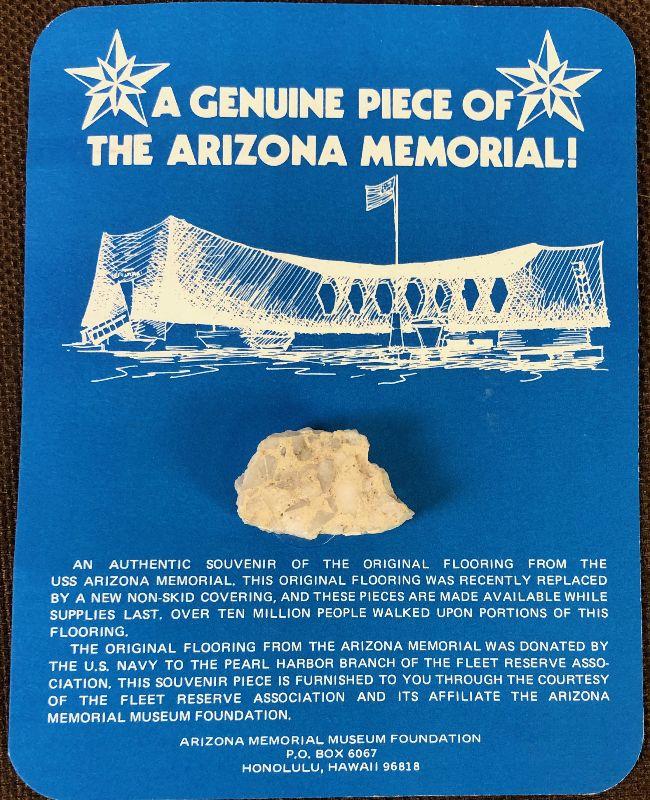 A GENUINE PIECE OF
THE ARIZONA MEMORIAL!
AN AUTHENTIC SOUVENIR OF THE ORIGINAL FLOORING FROM THE
USS ARIZONA MEMORIAL. THIS ORIGINAL FLOORING WAS RECENTLY REPLACED
BY A NEW NON-SKID COVERING, AND THESE PIECES ARE MADE AVAILABLE WHILE
SUPPLIES LAST. OVER TEN MILLION PEOPLE WALKED UPON PORTIONS OF THIS
FLOORING.
THE ORIGINAL FLOORING FROM THE ARIZONA MEMORIAL WAS DONATED BY
THE U.S. NAVY TO THE PEARL HARBOR BRANCH OF THE FLEET RESERVE ASSO-
CIATION. THIS SOUVENIR PIECE IS FURNISHED TO YOU THROUGH THE COURTESY
OF THE FLEET RESERVE ASSOCIATION AND ITS AFFILIATE THE ARIZONA
MEMORIAL MUSEUM FOUNDATION.
ARIZONA MEMORIAL MUSEUM FOUNDATION
P.O. BOX 6067
HONOLULU, HAWAII 96818